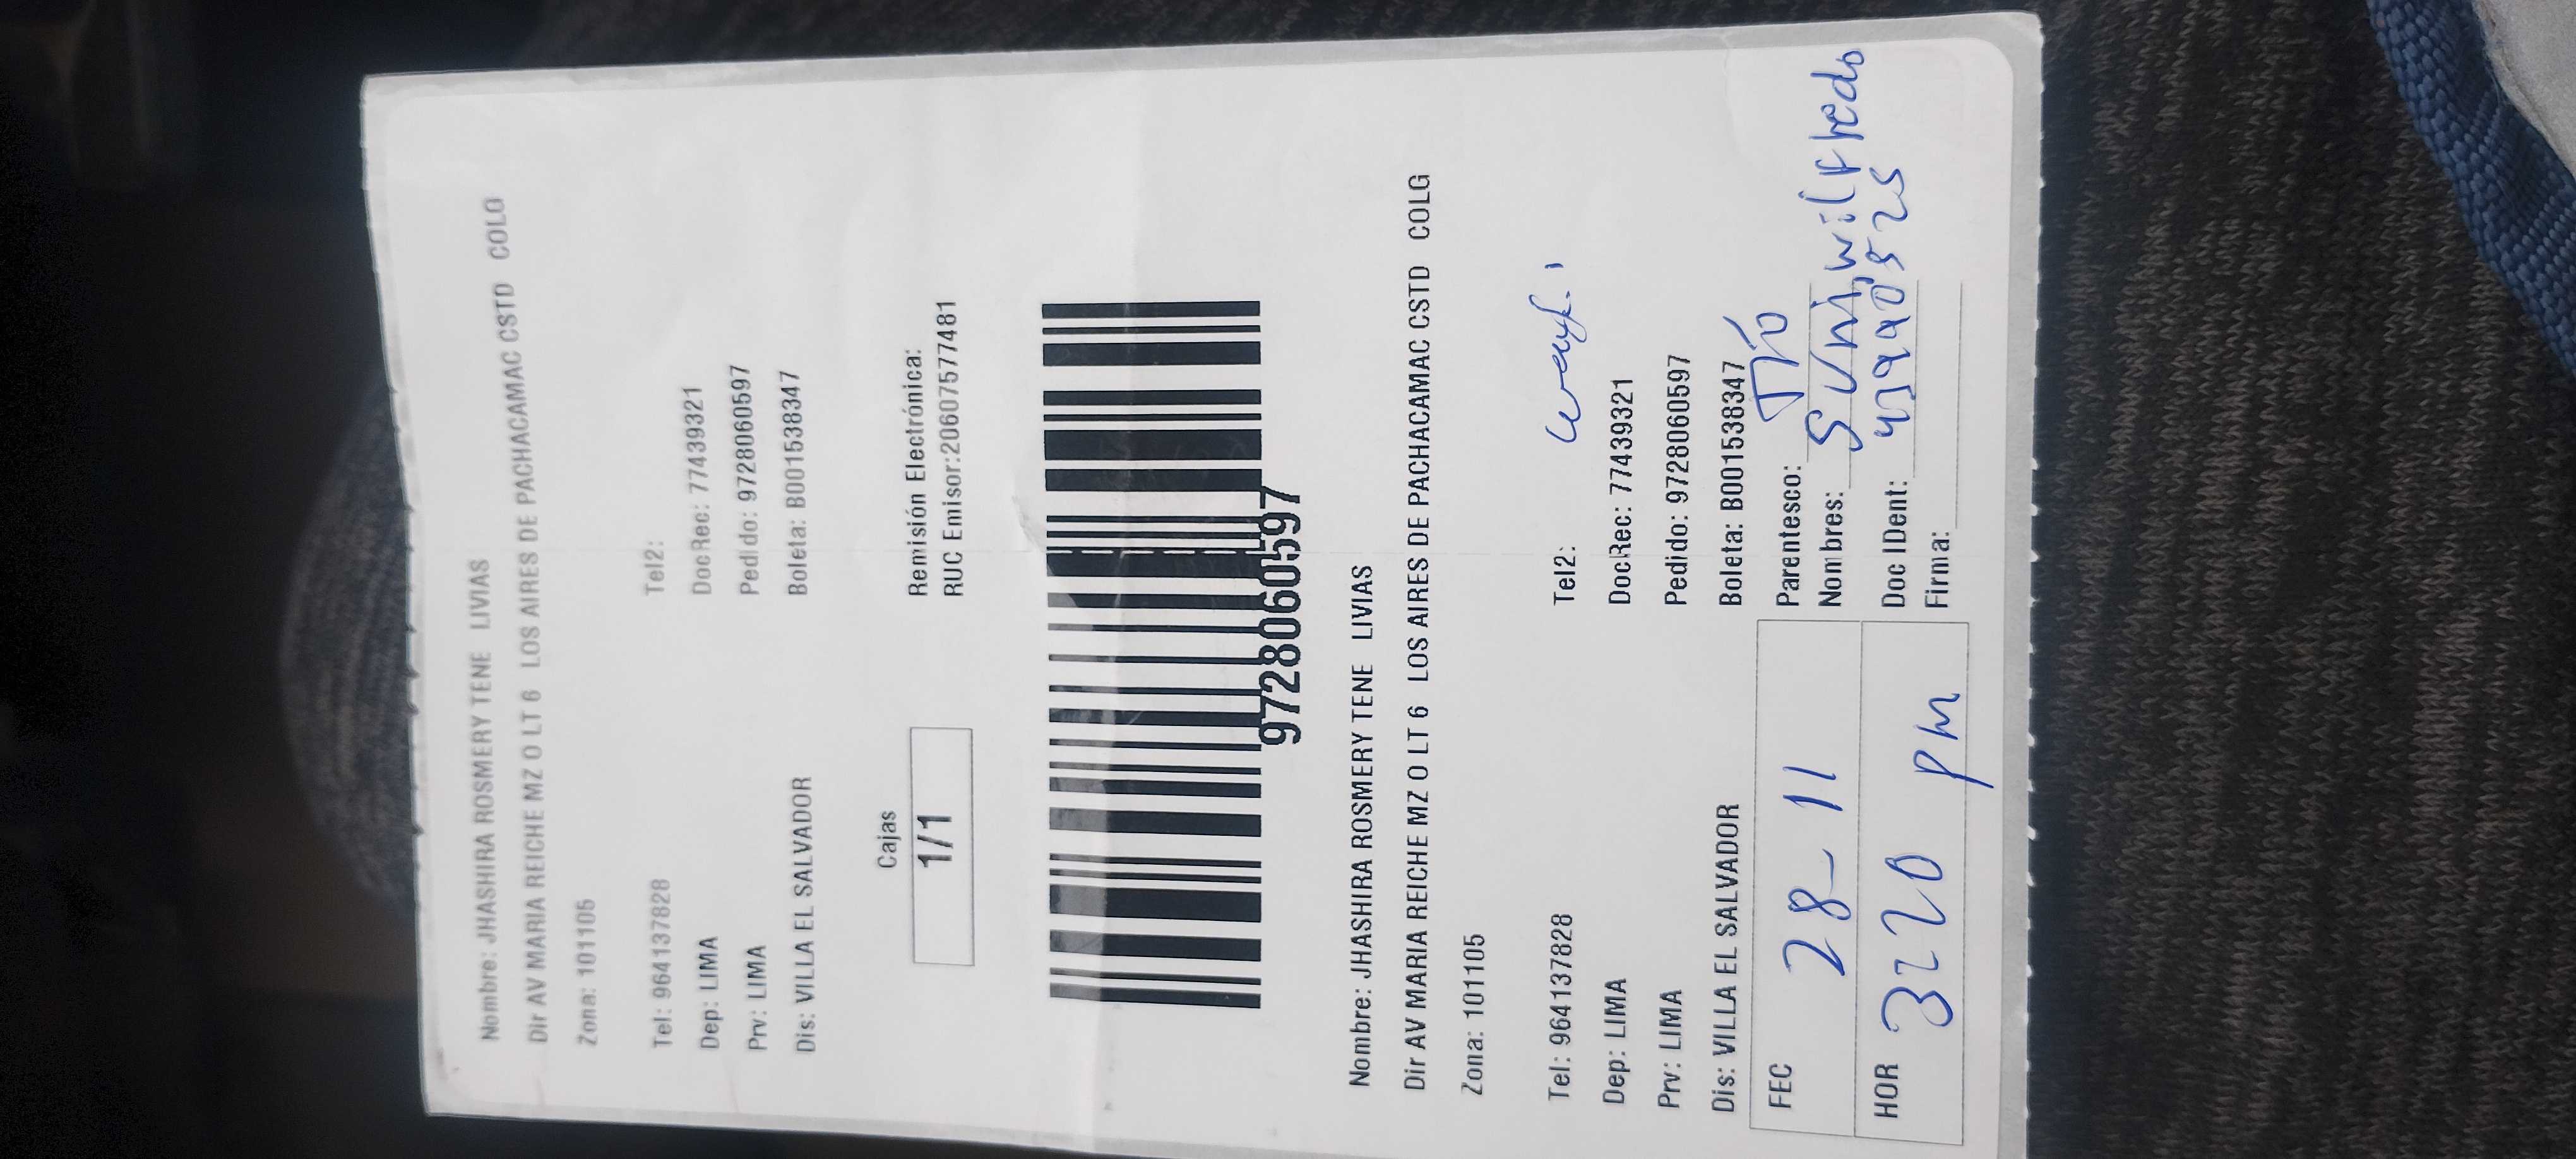 Nombre: JHASHIRA ROSMERY TENE LIVIAS
Dir AV MARIA REICHE MZ O LT 6 LOS AIRES DE PACHACAMAC CSTD COLO
Zona: 101105
Tel: 964137828 Tel2:
Dep: LIMA DocRec: 77439321
Prv: LIMA Pedido: 9728060597
Dis: VILLA EL SALVADOR Boleta: B001538347
Cajas Remisión Electrónica:
1/1 RUC Emisor:20607577481
9728060597
Nombre: JHASHIRA ROSMERY TENE LIVIAS
Dir AV MARIA REICHE MZ O LT 6 LOS AIRES DE PACHACAMAC CSTD COLG
Zona: 101105
Tel: 964137828 Tel2:
Dep: LIMA DocRec: 77439321
Prv: LIMA Pedido: 9728060597
Dis: VILLA EL SALVADOR Boleta: B001538347
FEC 28-11 Parentesco: TÍO
Nombres: wilfredo
HOR 3220 pm Doc IDent:
Firma: